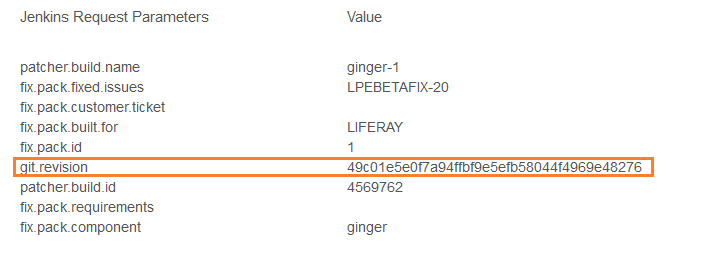 Jenkins Request Parameters Value
patcher.build.name ginger-1
fix.pack.fixed.issues LPEBETAFIX-20
fix.pack.customer.ticket
fix.pack.built.for LIFERAY
fix.pack.id 1
git.revision 49c01e5e0f7a94ffbf9e5efb58044f4969e48276
patcher.build.id 4569762
fix.pack.requirements
fix.pack.component ginger